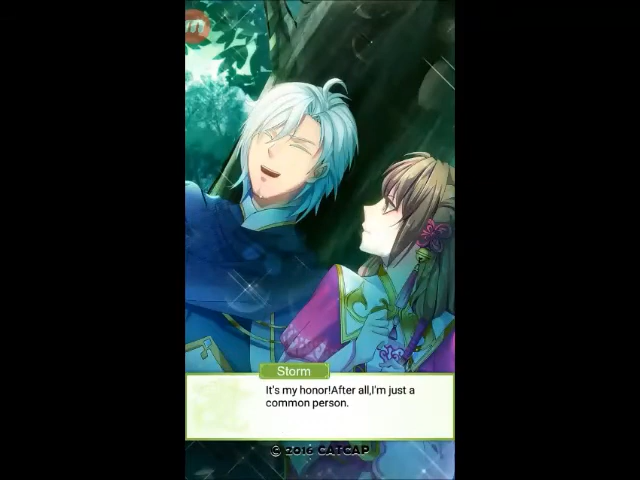 Storm
It's my honor!After all,I'm just a
common person.
© 2016 CATCAP